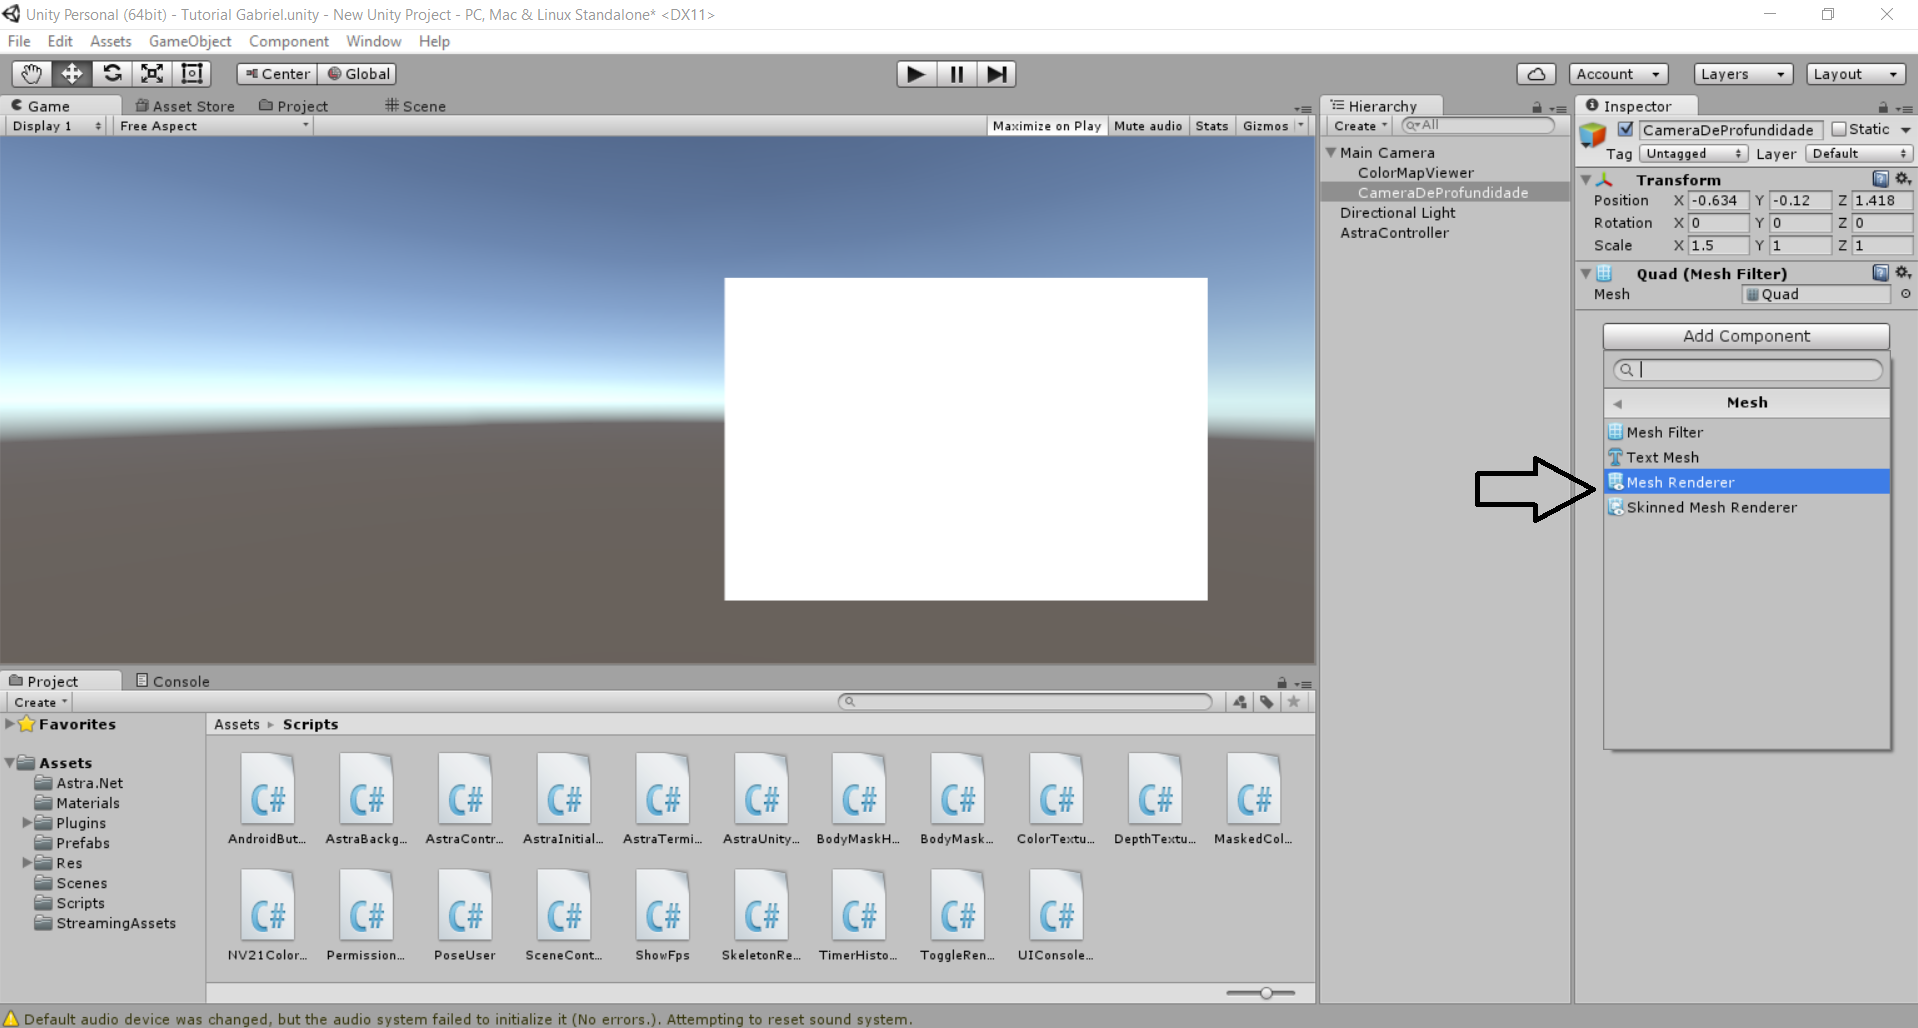 Unity Personal (64bit) - Tutorial Gabriel.unity - New Unity Project - PC, Mac & Linux Standalone* <DX11>
File Edit Assets GameObject Component Window Help
Center Global
Account Layers Layout
Game Asset Store Project Scene
Display 1 Free Aspect Maximize on Play Mute audio Stats Gizmos
Hierarchy
Create All
Main Camera
ColorMapViewer
CameraDeProfundidade
Directional Light
AstraController
Inspector
CameraDeProfundidade Static
Tag Untagged Layer Default
Transform
Position X -0.634 Y -0.12 Z 1.418
Rotation X 0 Y 0 Z 0
Scale X 1.5 Y 1 Z 1
Quad (Mesh Filter)
Mesh Quad
Add Component
Mesh
Mesh Filter
Text Mesh
Mesh Renderer
Skinned Mesh Renderer
Project Console
Create
Favorites
Assets
Astra.Net
Materials
Plugins
Prefabs
Res
Scenes
Scripts
StreamingAssets
Assets Scripts
C# C# C# C# C# C# C# C# C# C# C#
AndroidBut... AstraBackg... AstraContr... AstraInitial... AstraTermi... AstraUnity... BodyMaskH... BodyMask... ColorTextu... DepthTextu... MaskedCol...
C# C# C# C# C# C# C# C# C#
NV21Color... Permission... PoseUser SceneCont... ShowFps SkeletonRe... TimerHisto... ToggleRen... UIConsole...
Default audio device was changed, but the audio system failed to initialize it (No errors.). Attempting to reset sound system.